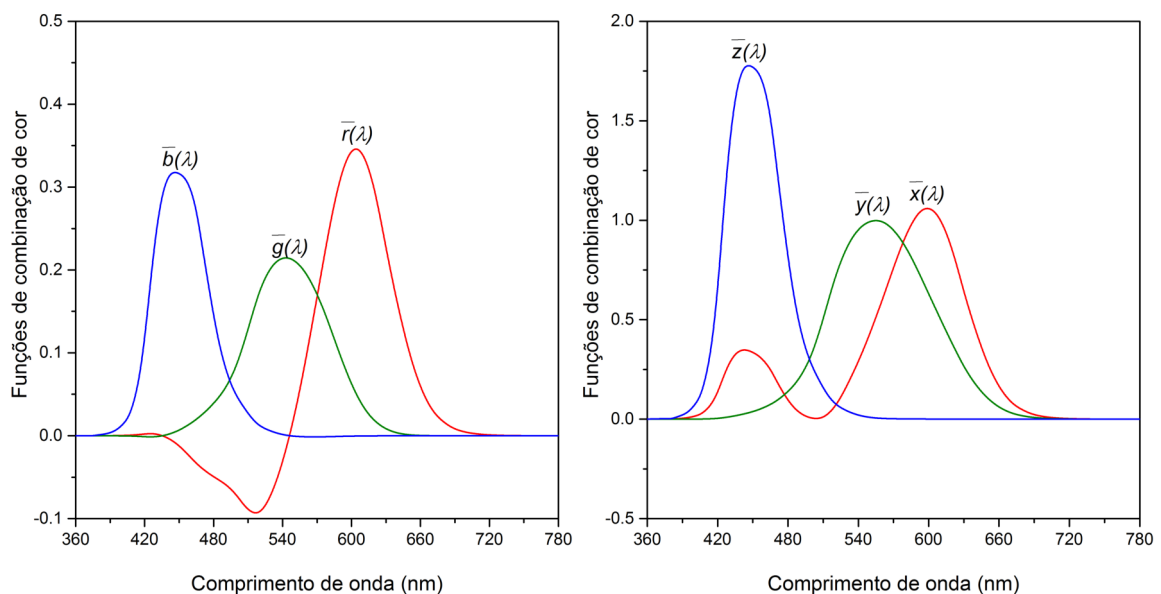 Funções de combinação de cor
0.5
0.4
0.3
0.2
0.1
0.0
-0.1
b̅(λ)
g̅(λ)
r̅(λ)
360 420 480 540 600 660 720 780
Comprimento de onda (nm)
Funções de combinação de cor
2.0
1.5
1.0
0.5
0.0
-0.5
z̅(λ)
y̅(λ)
x̅(λ)
360 420 480 540 600 660 720 780
Comprimento de onda (nm)